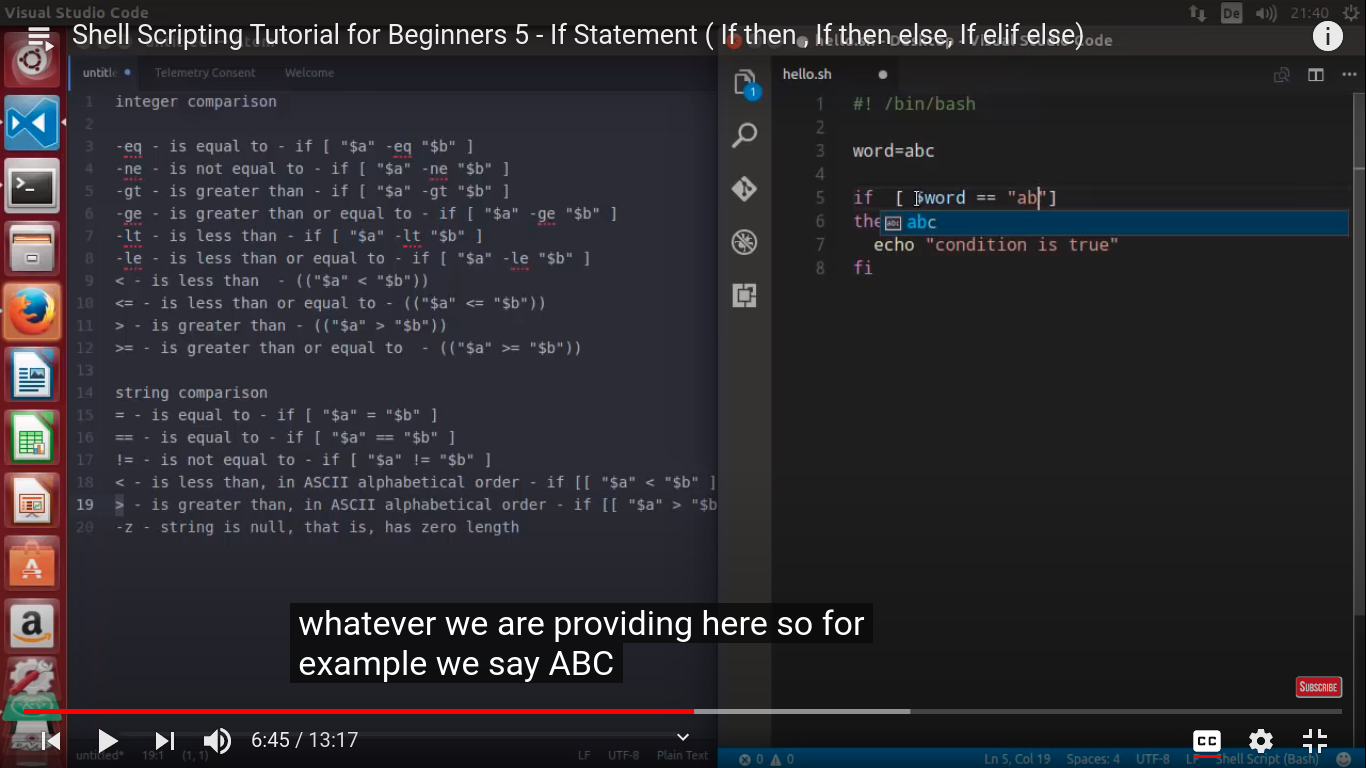 Visual Studio Code
De
21:40
Shell Scripting Tutorial for Beginners 5 - If Statement ( If then , If then else, If elif else)
hello.sh - Desktop - Visual Studio Code
untitle
Telemetry Consent
Welcome
1 integer comparison
2
3 -eq - is equal to - if [ "$a" -eq "$b" ]
4 -ne - is not equal to - if [ "$a" -ne "$b" ]
5 -gt - is greater than - if [ "$a" -gt "$b" ]
6 -ge - is greater than or equal to - if [ "$a" -ge "$b" ]
7 -lt - is less than - if [ "$a" -lt "$b" ]
8 -le - is less than or equal to - if [ "$a" -le "$b" ]
9 < - is less than  - (("$a" < "$b"))
10 <= - is less than or equal to - (("$a" <= "$b"))
11 > - is greater than - (("$a" > "$b"))
12 >= - is greater than or equal to  - (("$a" >= "$b"))
13
14 string comparison
15 = - is equal to - if [ "$a" = "$b" ]
16 == - is equal to - if [ "$a" == "$b" ]
17 != - is not equal to - if [ "$a" != "$b" ]
18 < - is less than, in ASCII alphabetical order - if [[ "$a" < "$b" ]
19 > - is greater than, in ASCII alphabetical order - if [[ "$a" > "$b
20 -z - string is null, that is, has zero length
hello.sh
1
1 #! /bin/bash
2
3 word=abc
4
5 if  [ $word == "ab"]
6 the
abc
7 echo "condition is true"
8 fi
a
whatever we are providing here so for
example we say ABC
SUBSCRIBE
6:45 / 13:17
CC
untitled* 19:1 (1, 1)
LF UTF-8 Plain Text
0 0
Ln 5, Col 19 Spaces: 4 UTF-8 LF Shell Script (Bash)